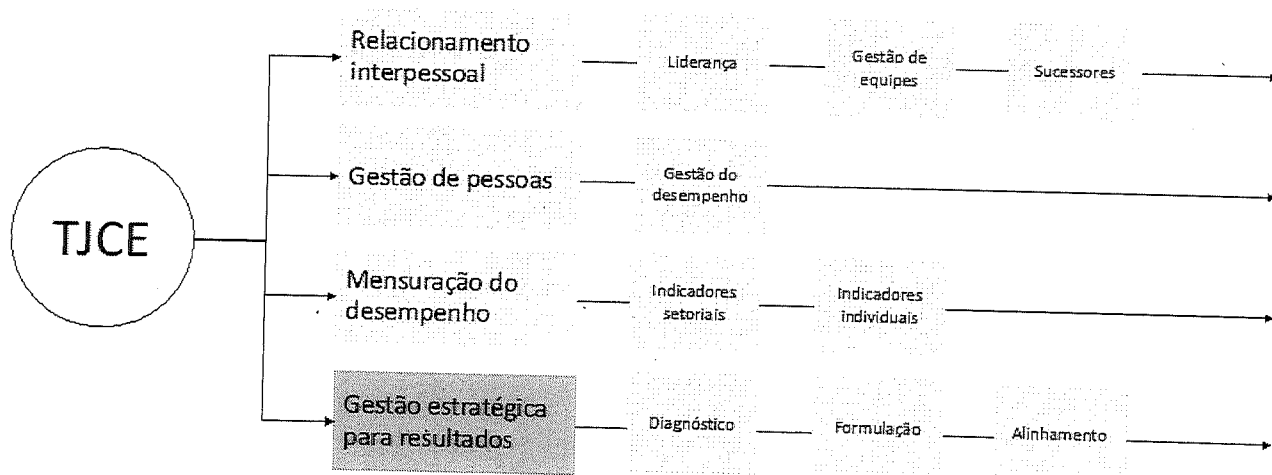 TJCE
Relacionamento
interpessoal
Liderança
Gestão de
equipes
Sucessores
Gestão de pessoas
Gestão do
desempenho
Mensuração do
desempenho
Indicadores
setoriais
Indicadores
individuais
Gestão estratégica
para resultados
Diagnóstico
Formulação
Alinhamento